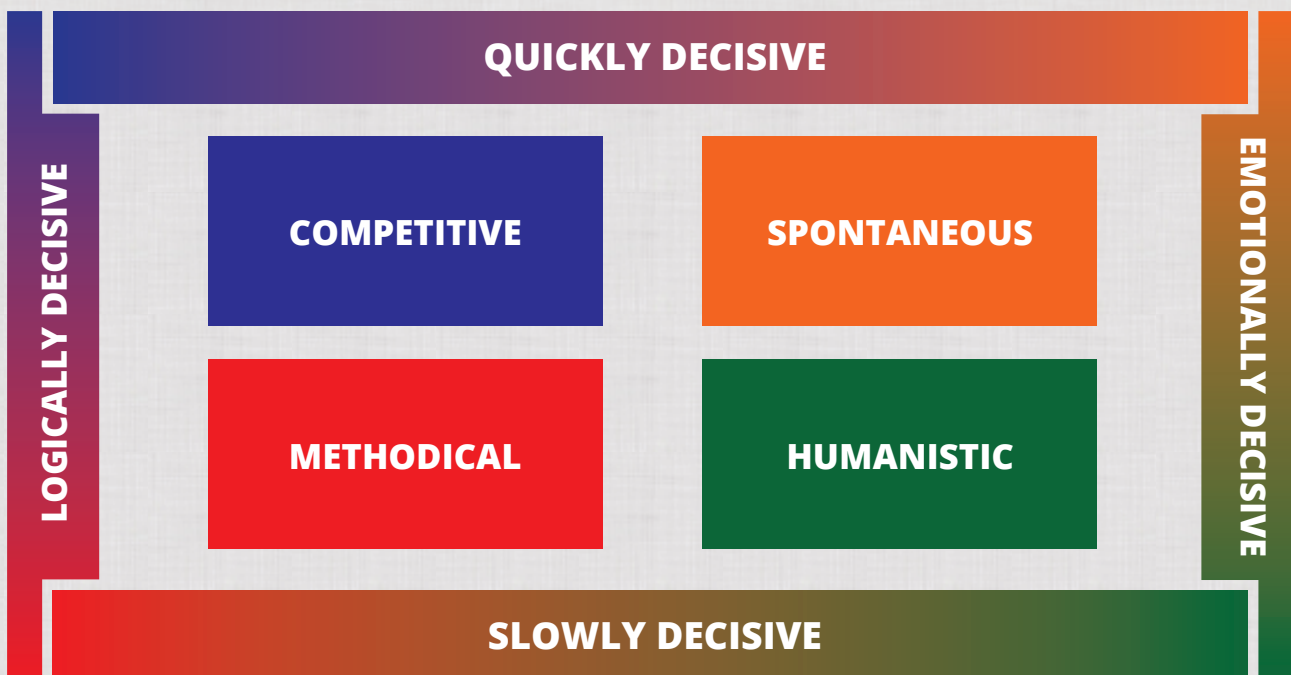 QUICKLY DECISIVE
LOGICALLY DECISIVE
COMPETITIVE
SPONTANEOUS
EMOTIONALLY DECISIVE
METHODICAL
HUMANISTIC
SLOWLY DECISIVE